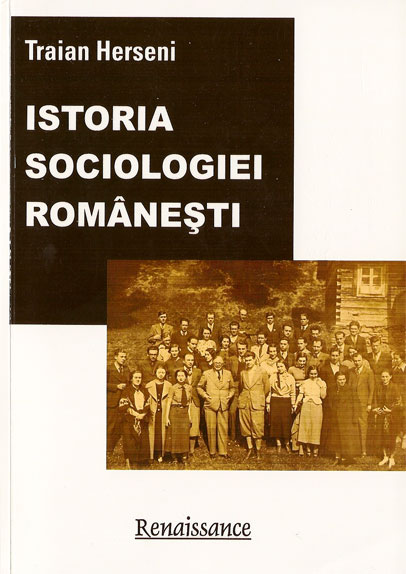 Traian Herseni
ISTORIA
SOCIOLOGIEI
ROMÂNEŞTI
Renaissance